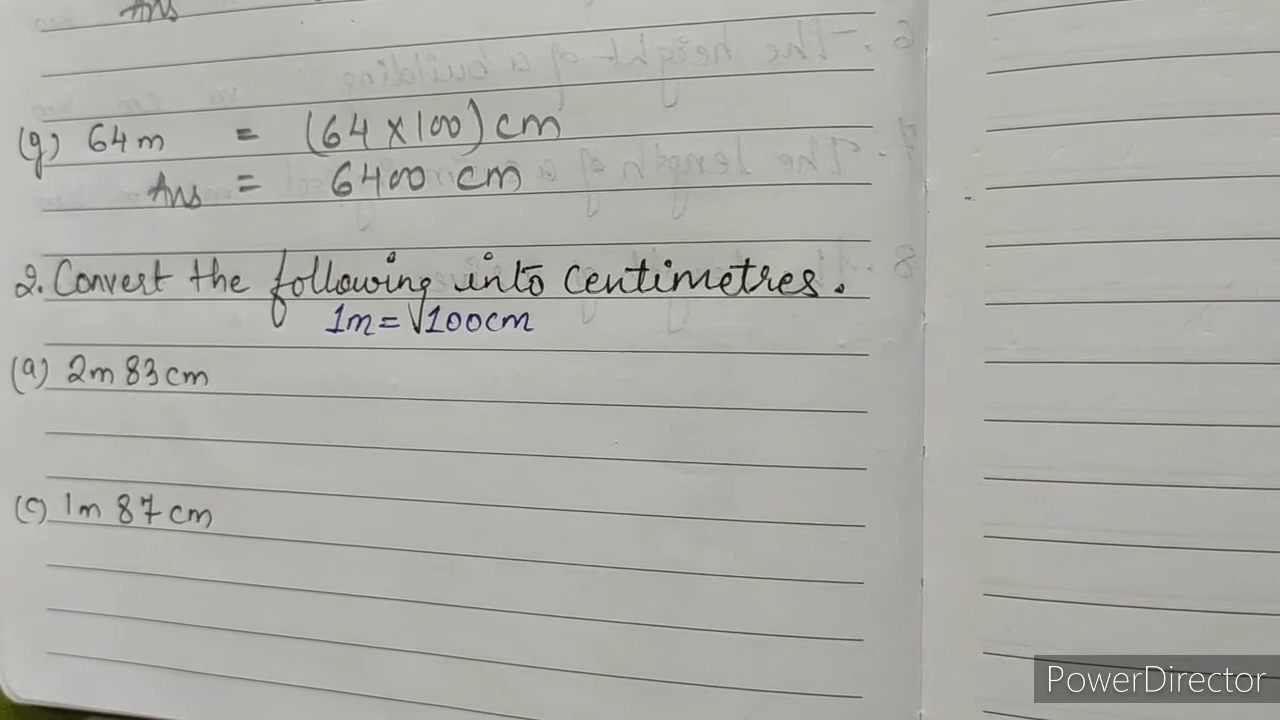 Ans
(g) 64 m = (64 × 100) cm
Ans = 6400 cm
2. Convert the following into centimetres.
1m = √100cm
(a) 2m 83 cm
(c) 1m 87 cm
PowerDirector